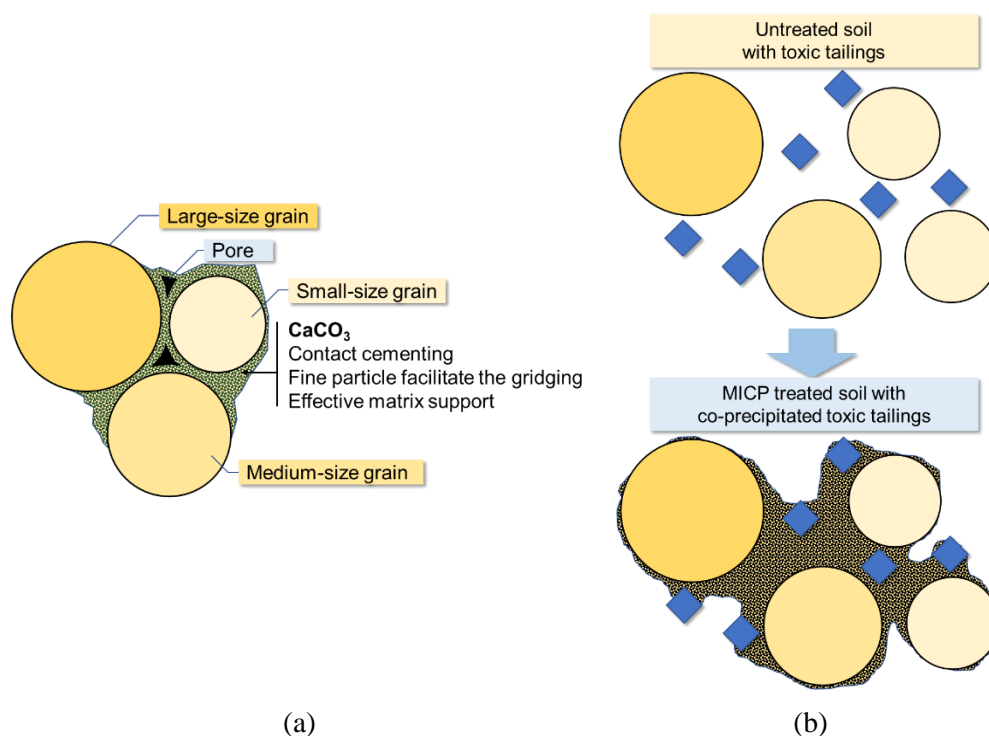 Large-size grain
Pore
Small-size grain
CaCO₃
Contact cementing
Fine particle facilitate the gridging
Effective matrix support
Medium-size grain
(a)
Untreated soil
with toxic tailings
MICP treated soil with
co-precipitated toxic tailings
(b)